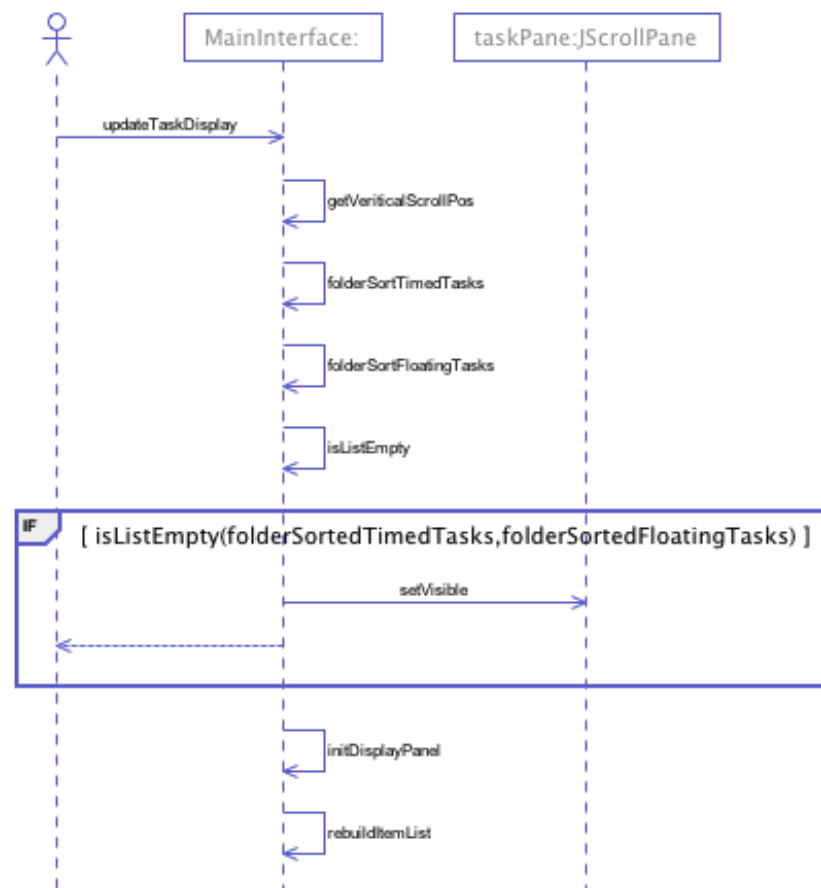 MainInterface:
taskPane:JScrollPane
updateTaskDisplay
getVeriticalScrollPos
folderSortTimedTasks
folderSortFloatingTasks
isListEmpty
IF
[ isListEmpty(folderSortedTimedTasks,folderSortedFloatingTasks) ]
setVisible
initDisplayPanel
rebuildItemList